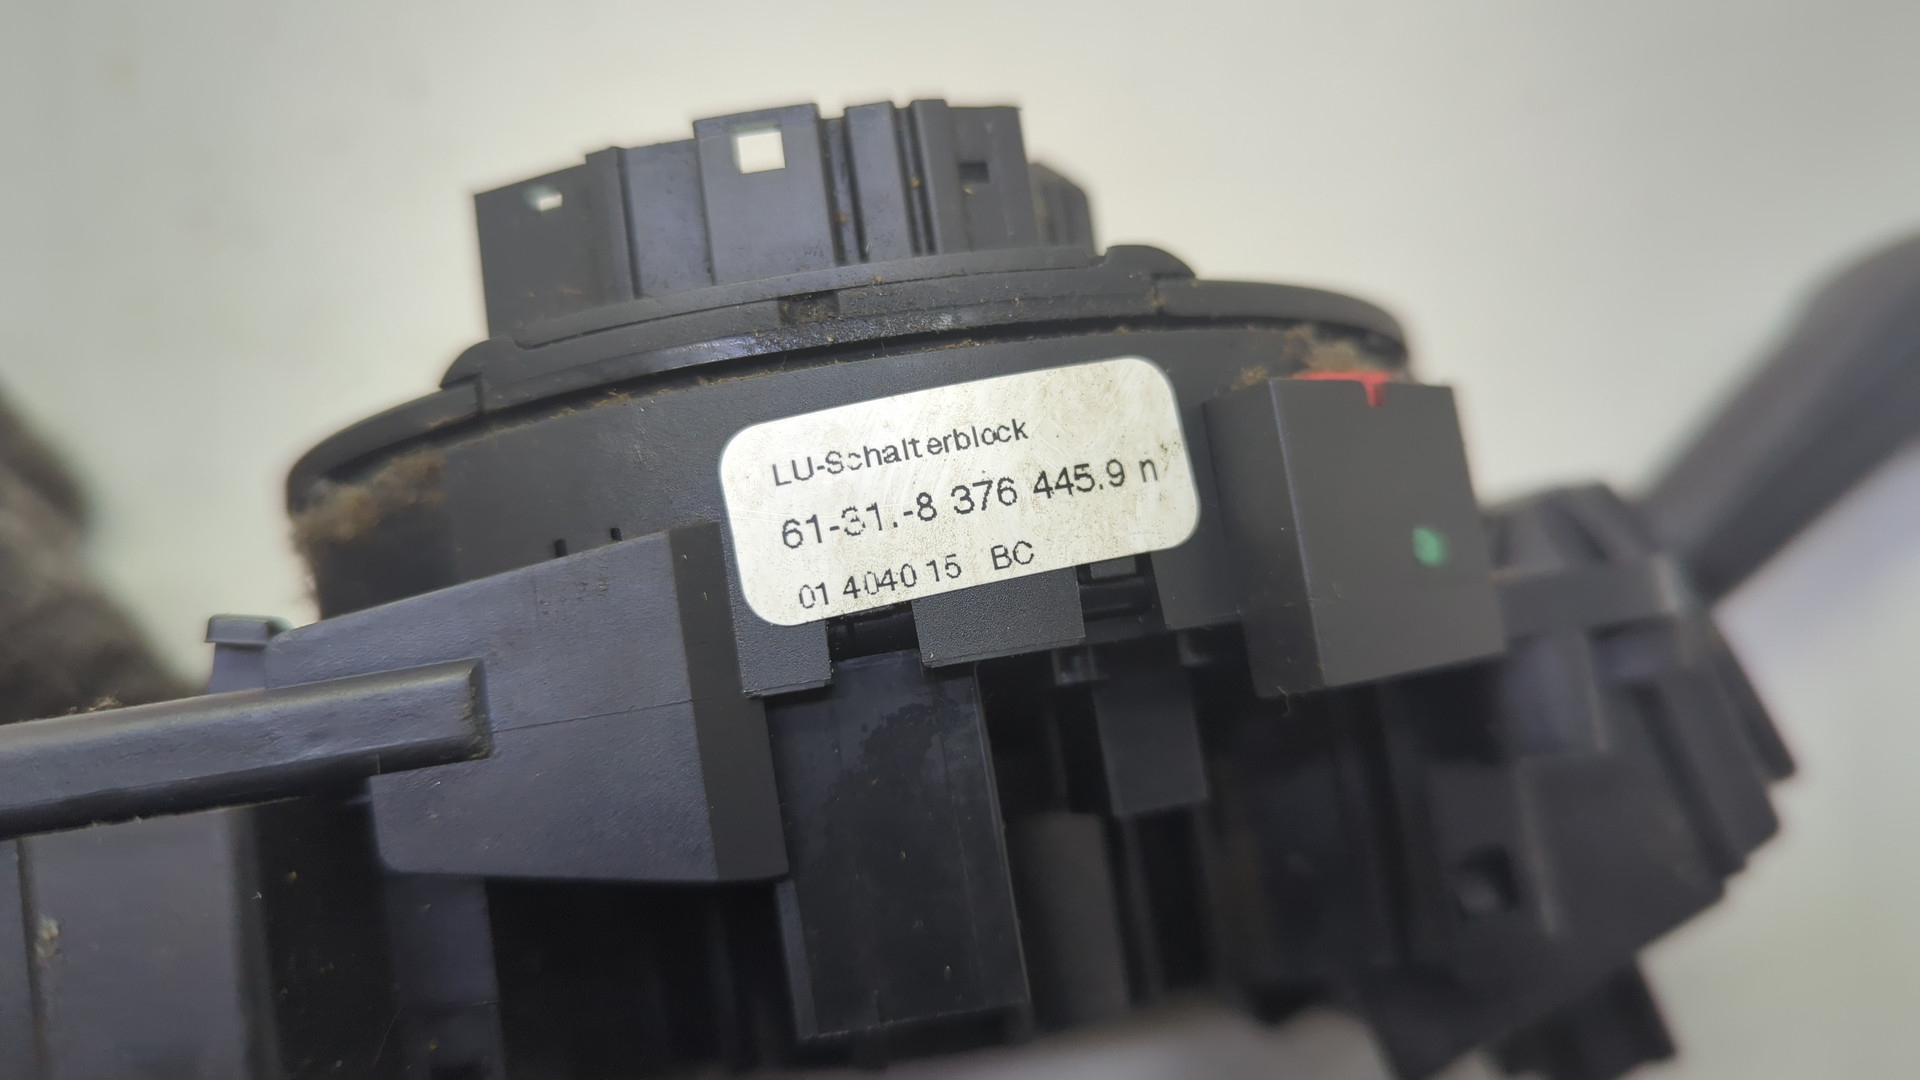 LU-Schalterblock
61-31.-8 376 445.9 n
01 4040 15 BC